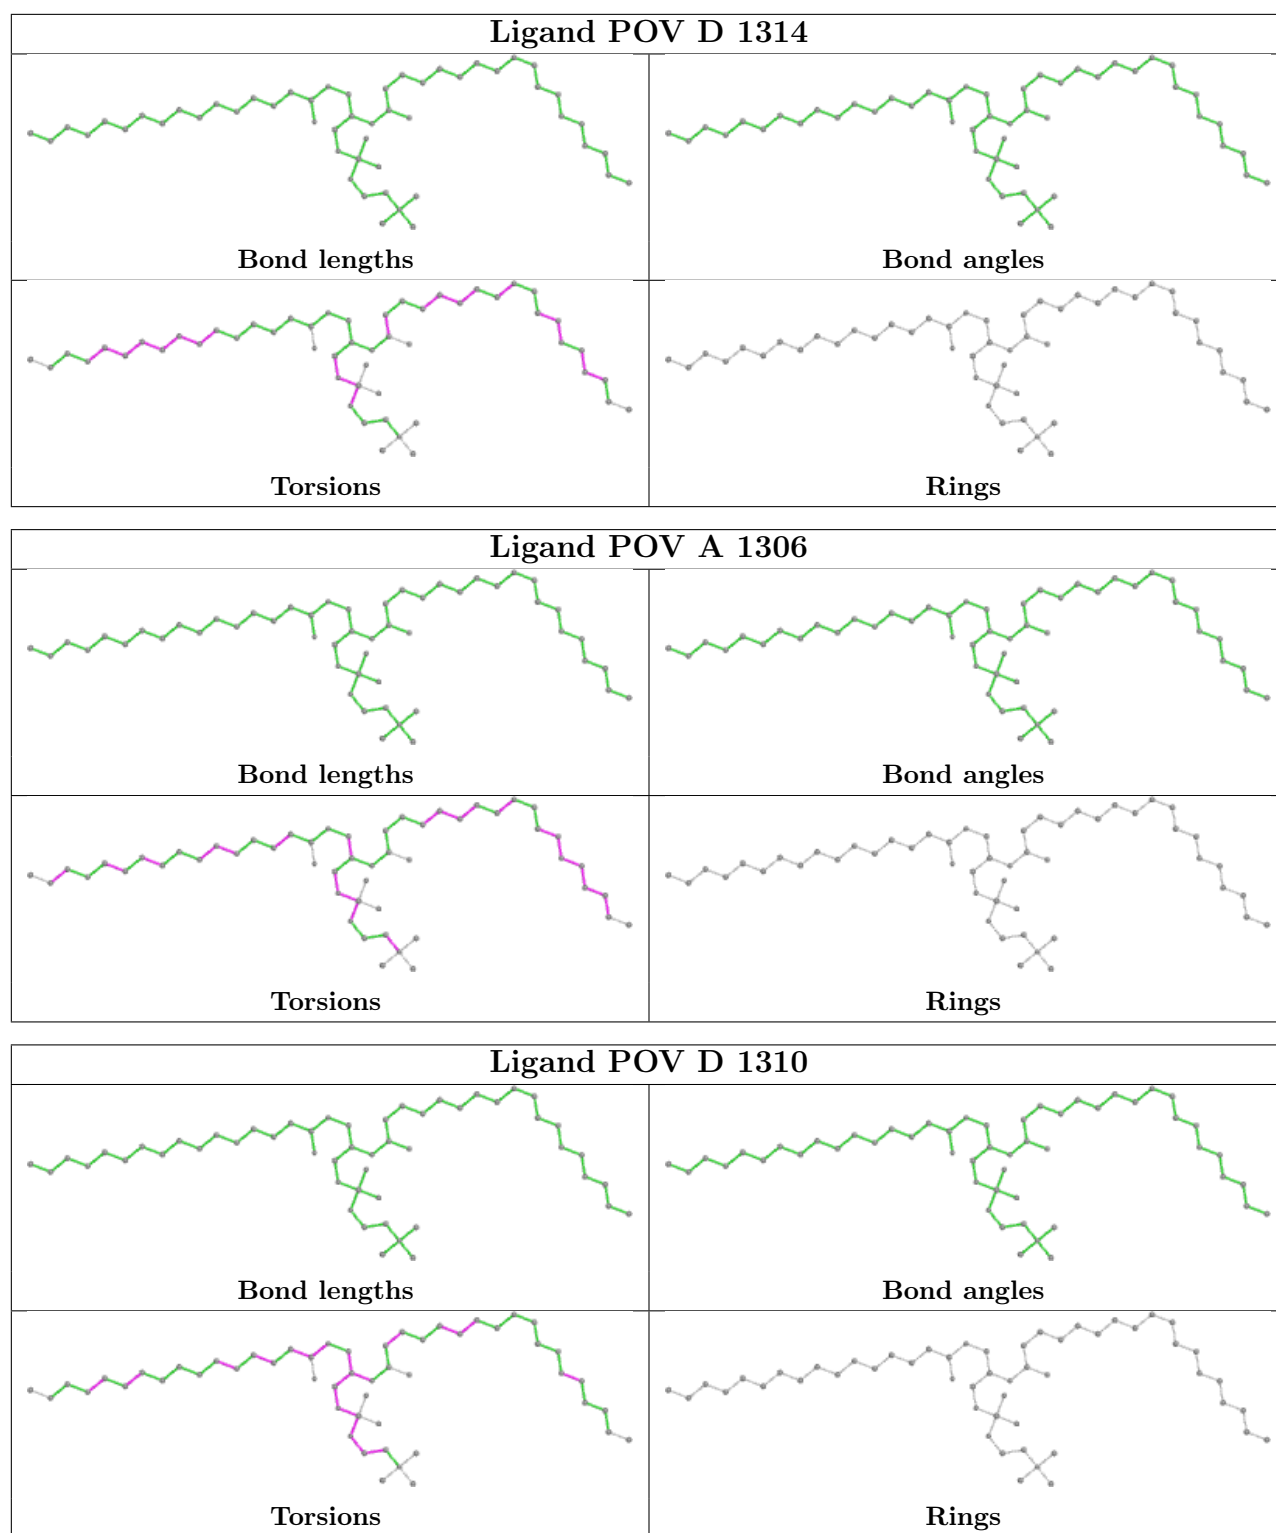 Ligand POV D 1314
Bond lengths
Bond angles
Torsions
Rings
Ligand POV A 1306
Bond lengths
Bond angles
Torsions
Rings
Ligand POV D 1310
Bond lengths
Bond angles
Torsions
Rings